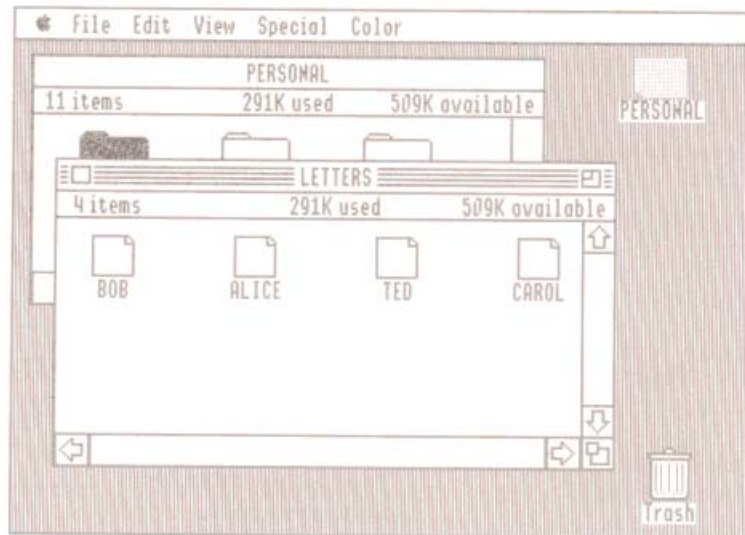 File Edit View Special Color
PERSONAL
11 items 291K used 509K available
PERSONAL
LETTERS
4 items 291K used 509K available
BOB ALICE TED CAROL
Trash